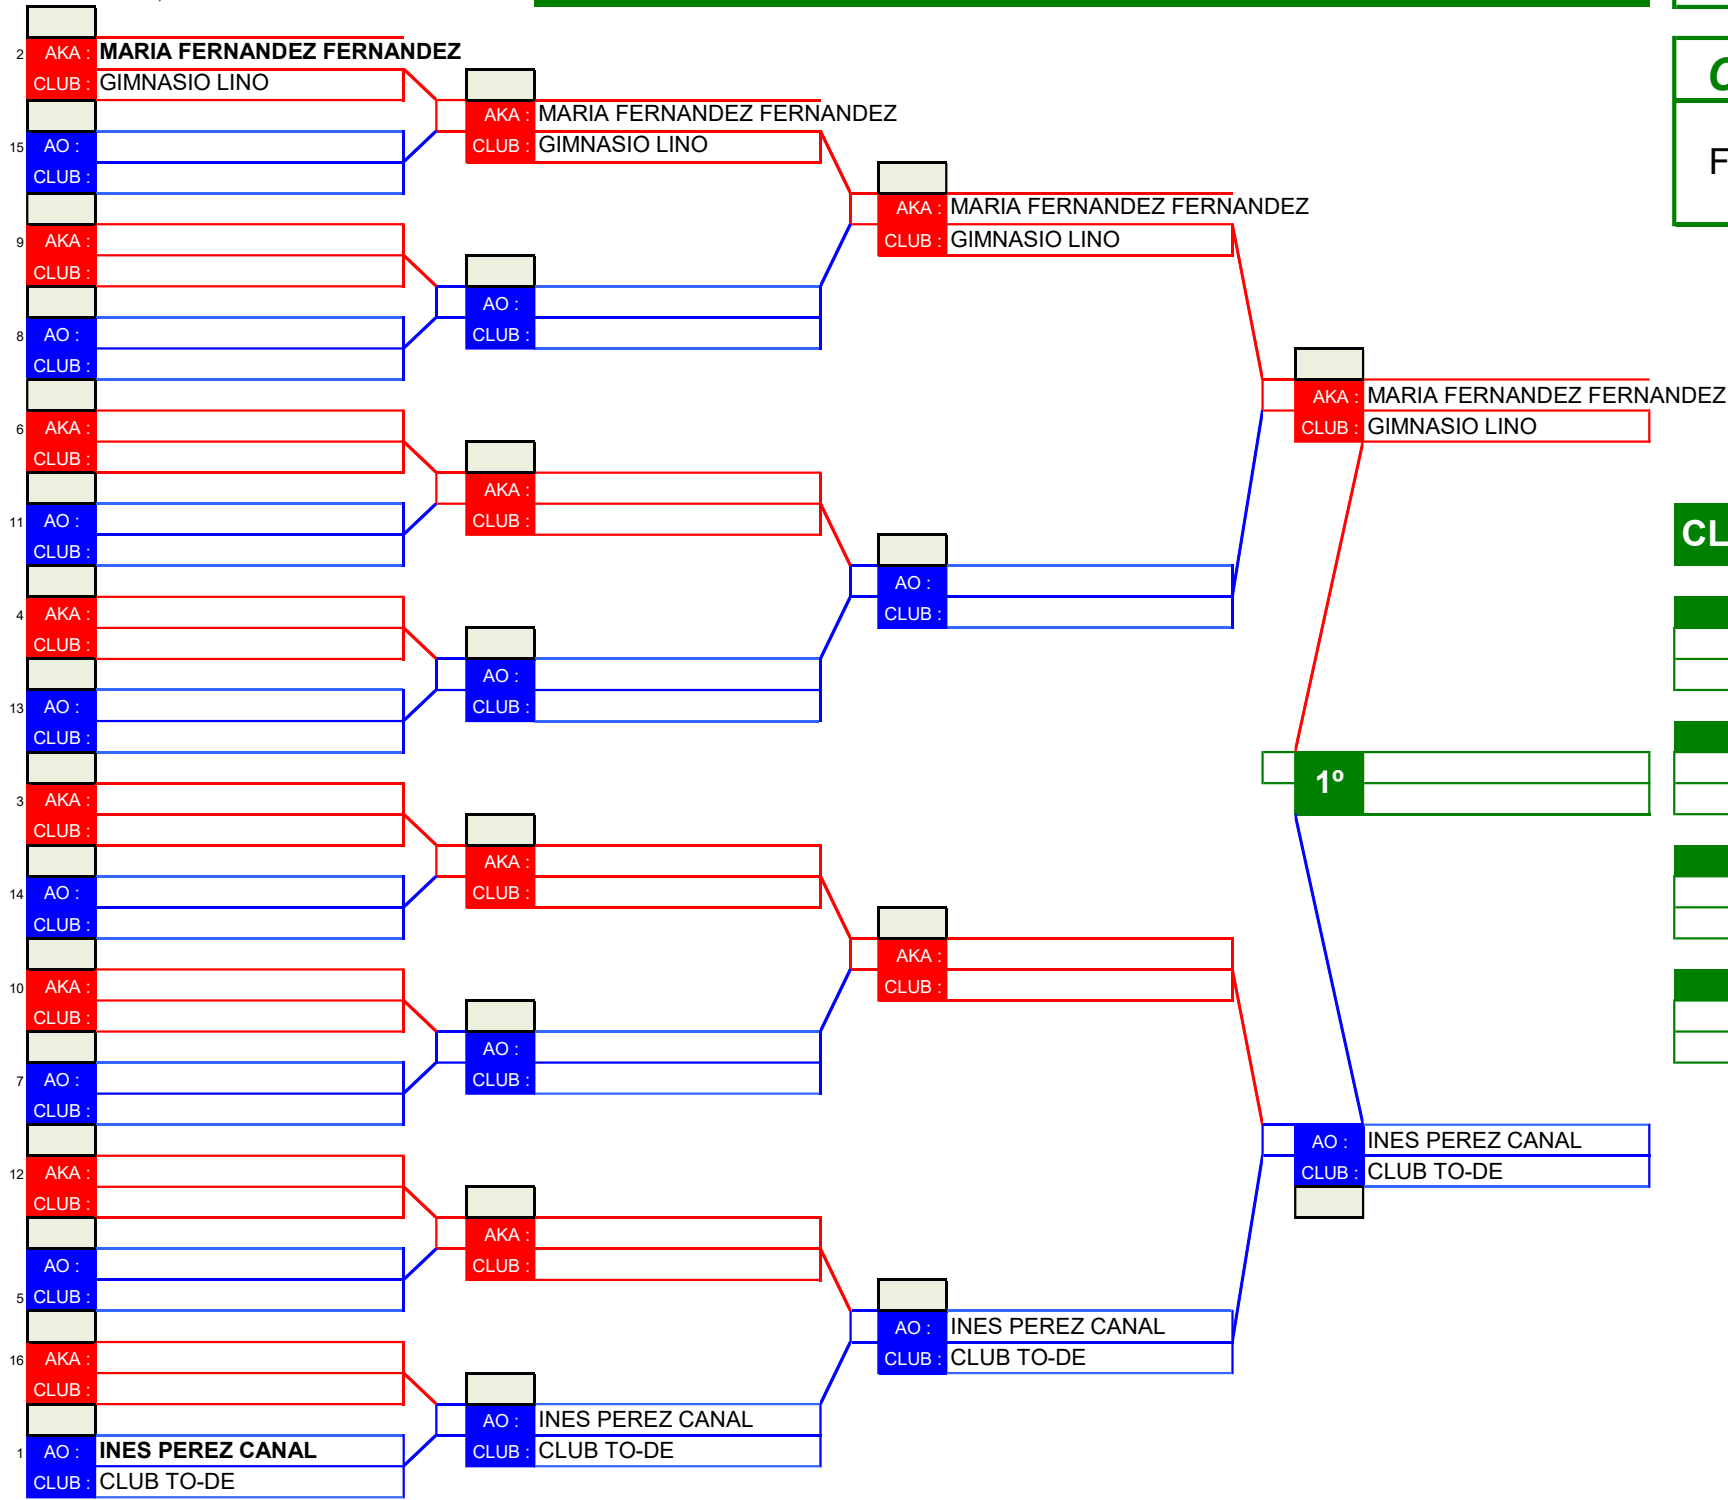 2 AKA : MARIA FERNANDEZ FERNANDEZ
CLUB : GIMNASIO LINO
15 AO :
CLUB :
9 AKA :
CLUB :
8 AO :
CLUB :
6 AKA :
CLUB :
11 AO :
CLUB :
4 AKA :
CLUB :
13 AO :
CLUB :
3 AKA :
CLUB :
14 AO :
CLUB :
10 AKA :
CLUB :
7 AO :
CLUB :
12 AKA :
CLUB :
AO :
5 CLUB :
16 AKA :
CLUB :
1 AO : INES PEREZ CANAL
CLUB : CLUB TO-DE
AKA : MARIA FERNANDEZ FERNANDEZ
CLUB : GIMNASIO LINO
AO :
CLUB :
AKA :
CLUB :
AO :
CLUB :
AKA :
CLUB :
AO :
CLUB :
AKA :
CLUB :
AO : INES PEREZ CANAL
CLUB : CLUB TO-DE
AKA : MARIA FERNANDEZ FERNANDEZ
CLUB : GIMNASIO LINO
AO :
CLUB :
AKA :
CLUB :
AO : INES PEREZ CANAL
CLUB : CLUB TO-DE
AKA : MARIA FERNANDEZ FERNANDEZ
CLUB : GIMNASIO LINO
1º
AO : INES PEREZ CANAL
CLUB : CLUB TO-DE
F
CL